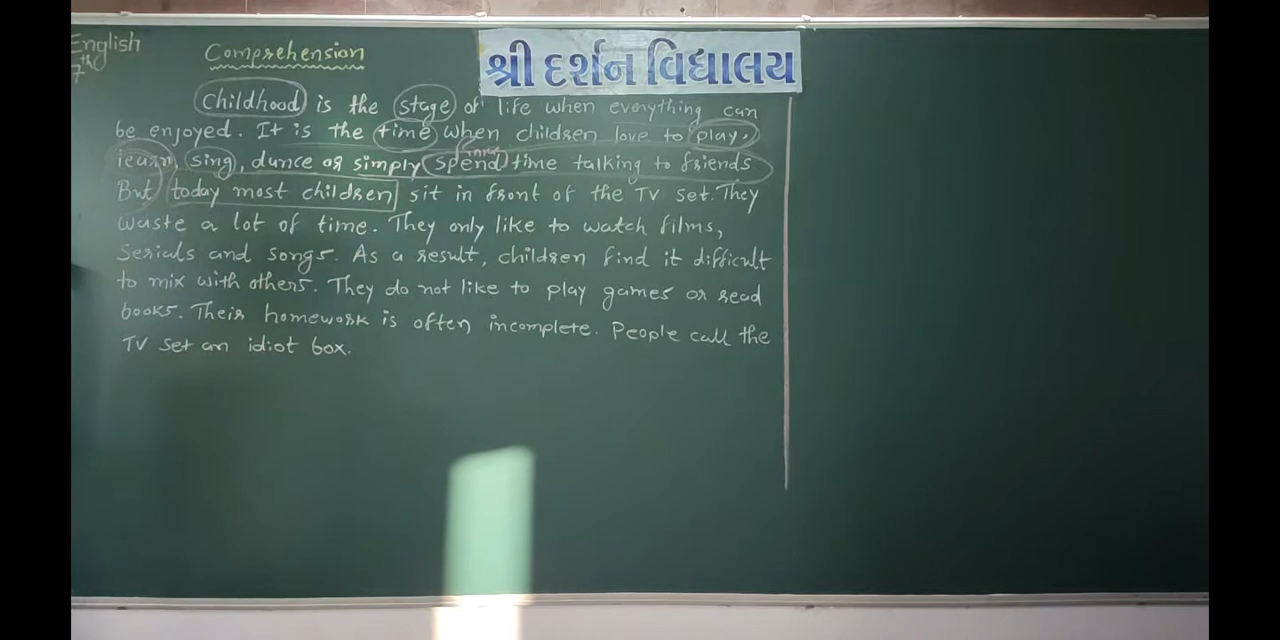 English
7th
Comprehension
શ્રી દર્શન વિદ્યાલય
Childhood is the stage of life when everything can
be enjoyed. It is the time when children love to play,
learn, sing, dance or simply spend time talking to friends
But today most children sit in front of the TV set. They
waste a lot of time. They only like to watch films,
Serials and songs. As a result, children find it difficult
to mix with others. They do not like to play games or read
books. Their homework is often incomplete. People call the
TV set an idiot box.